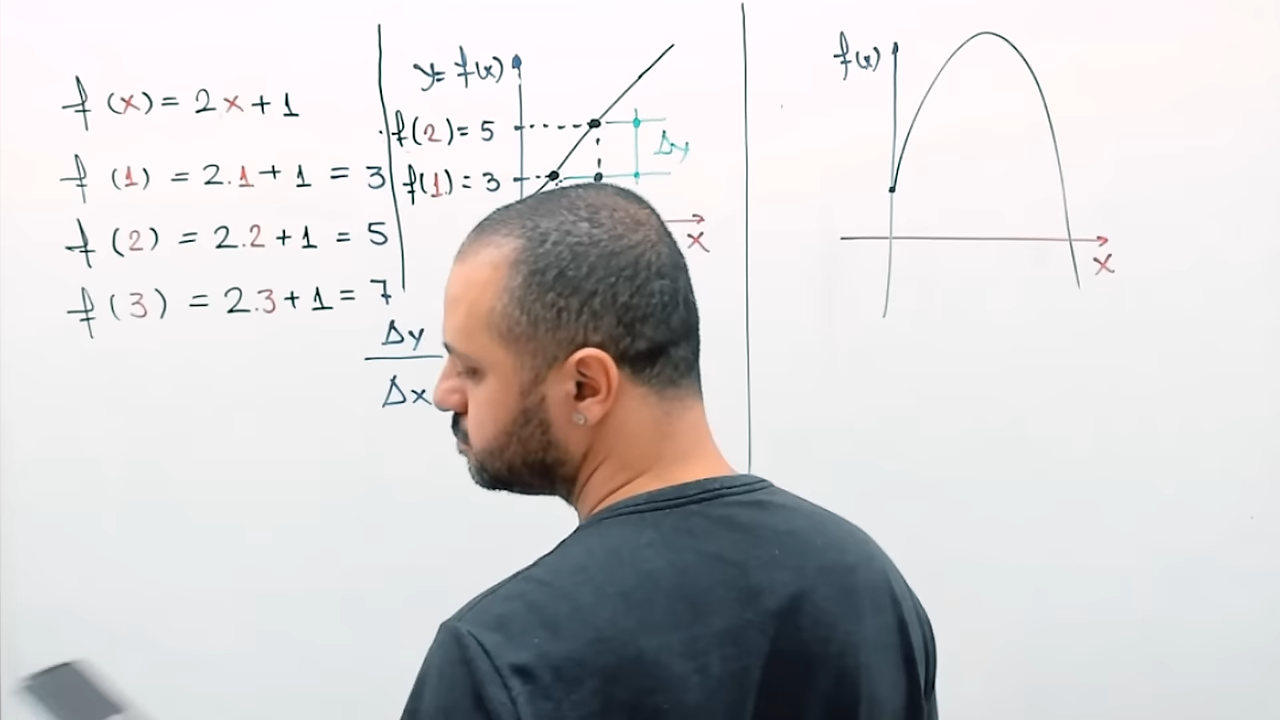 f(x) = 2x + 1
f(1) = 2.1 + 1 = 3
f(2) = 2.2 + 1 = 5
f(3) = 2.3 + 1 = 7
y = f(x)
f(2) = 5
f(1) = 3
Δy
x
Δy
Δx
f(x)
x